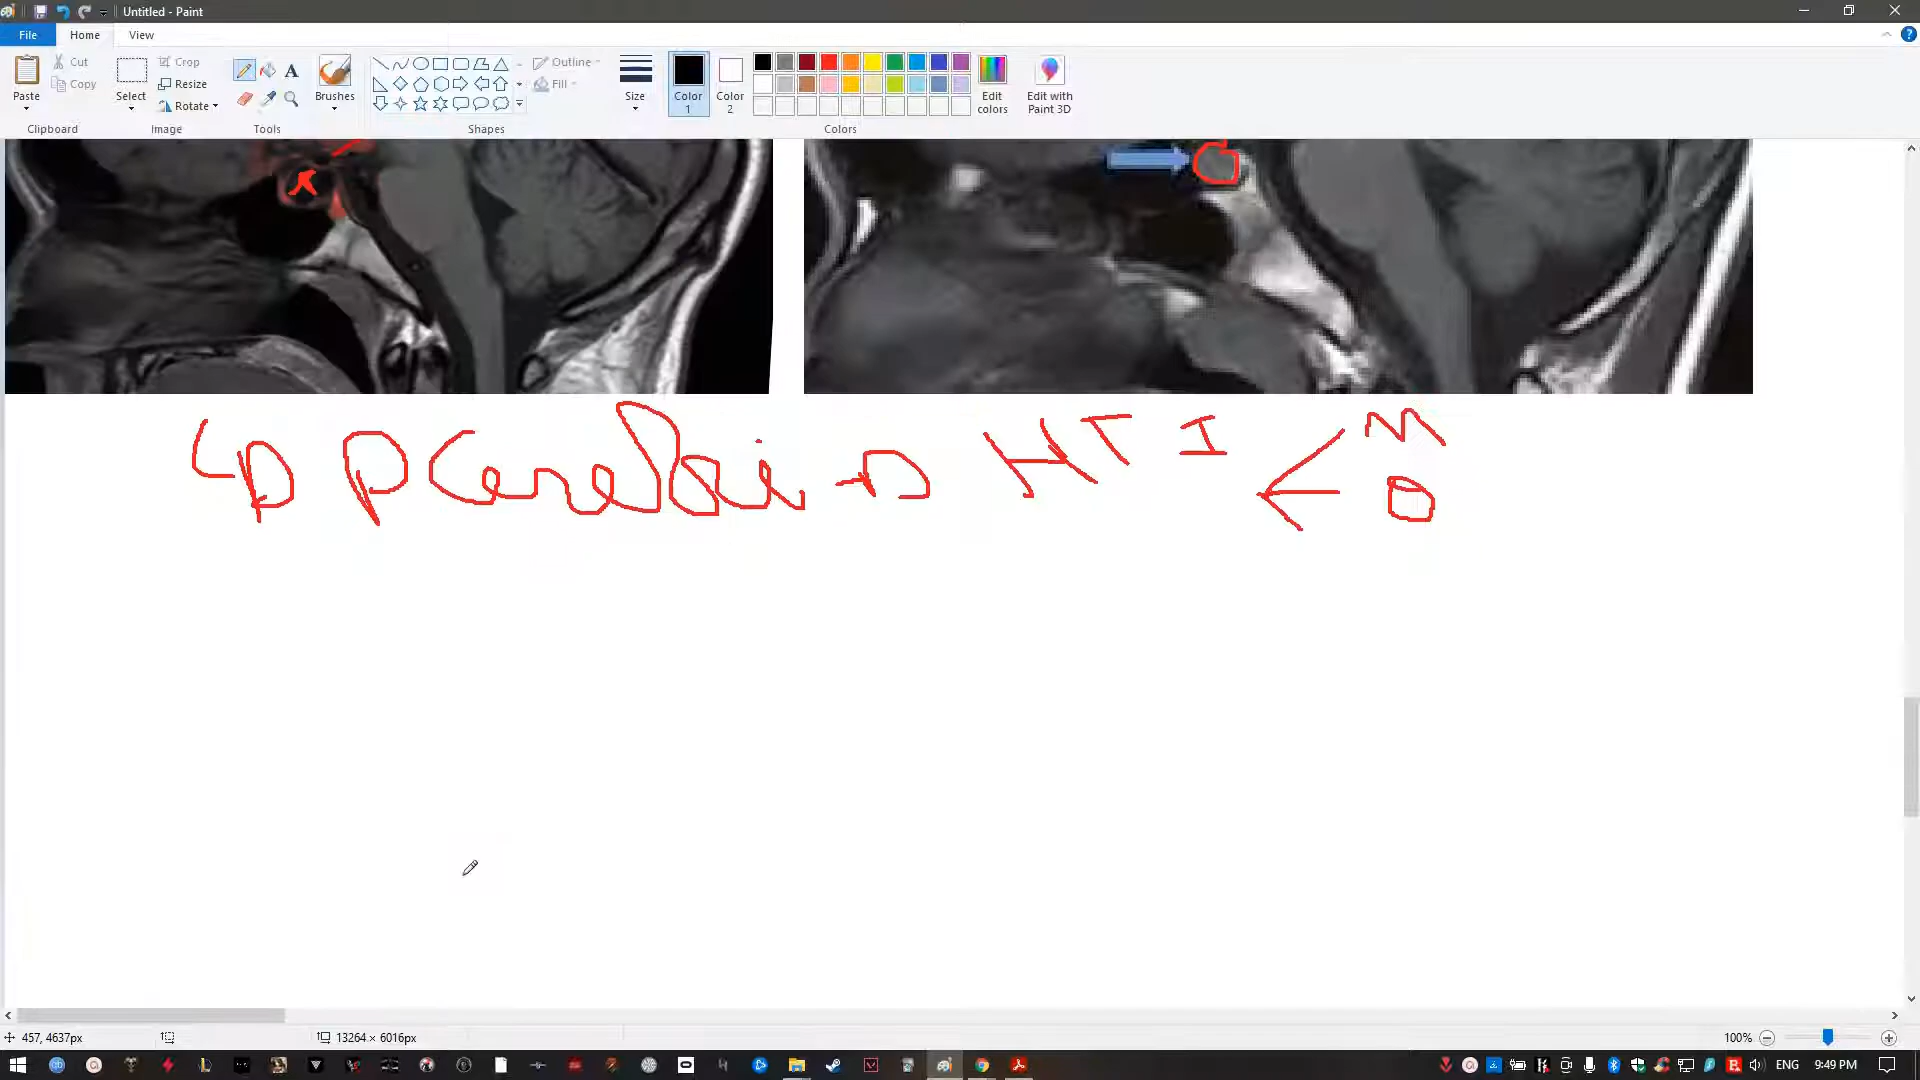 Untitled - Paint
File Home View
Paste Cut Copy Clipboard
Select Crop Resize Rotate Image
Tools
Brushes
Outline Fill Shapes
Size
Color 1 Color 2 Edit colors Edit with Paint 3D Colors
HTI M
457, 4637px 13264 × 6016px 100%
ENG 9:49 PM